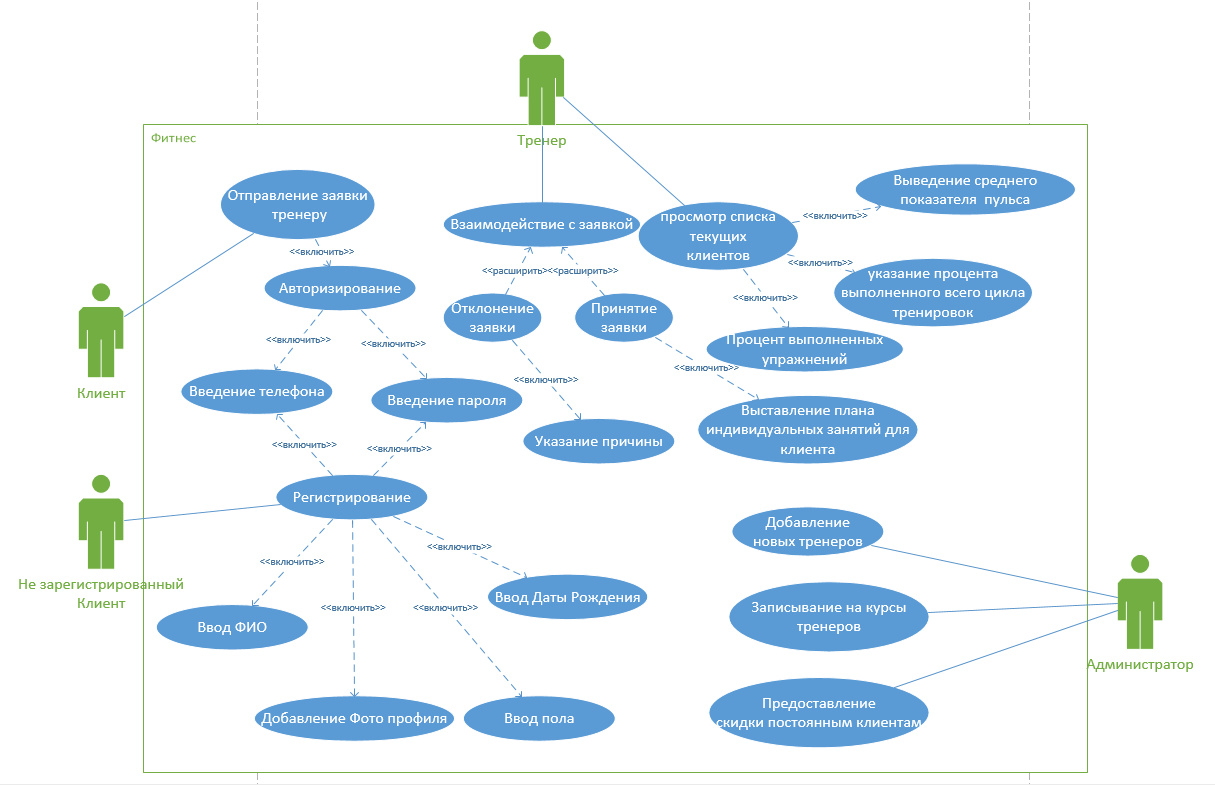 Тренер
Фитнес
Отправление заявки
тренеру
<<включить>>
Авторизирование
<<включить>>
<<включить>>
Введение телефона
Введение пароля
<<включить>>
<<включить>>
Клиент
Взаимодействие с заявкой
<<расширить>>
<<расширить>>
Отклонение
заявки
Принятие
заявки
<<включить>>
Указание причины
<<включить>>
Выставление плана
индивидуальных занятий для
клиента
просмотр списка
текущих
клиентов
<<включить>>
Выведение среднего
показателя пульса
<<включить>>
указание процента
выполненного всего цикла
тренировок
<<включить>>
Процент выполненных
упражнений
Регистрирование
Не зарегистрированный
Клиент
<<включить>>
Ввод ФИО
<<включить>>
Добавление Фото профиля
<<включить>>
Ввод пола
<<включить>>
Ввод Даты Рождения
Добавление
новых тренеров
Записывание на курсы
тренеров
Предоставление
скидки постоянным клиентам
Администратор